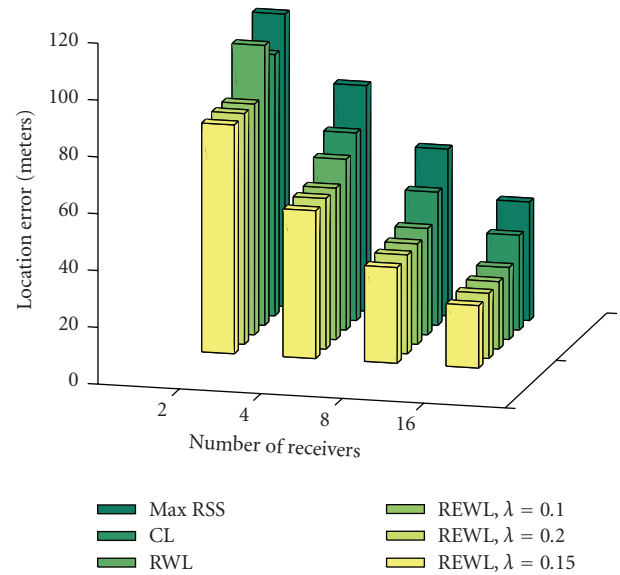 120
100
80
60
40
20
0
Location error (meters)
2
4
8
16
Number of receivers
Max RSS
CL
RWL
REWL, λ = 0.1
REWL, λ = 0.2
REWL, λ = 0.15